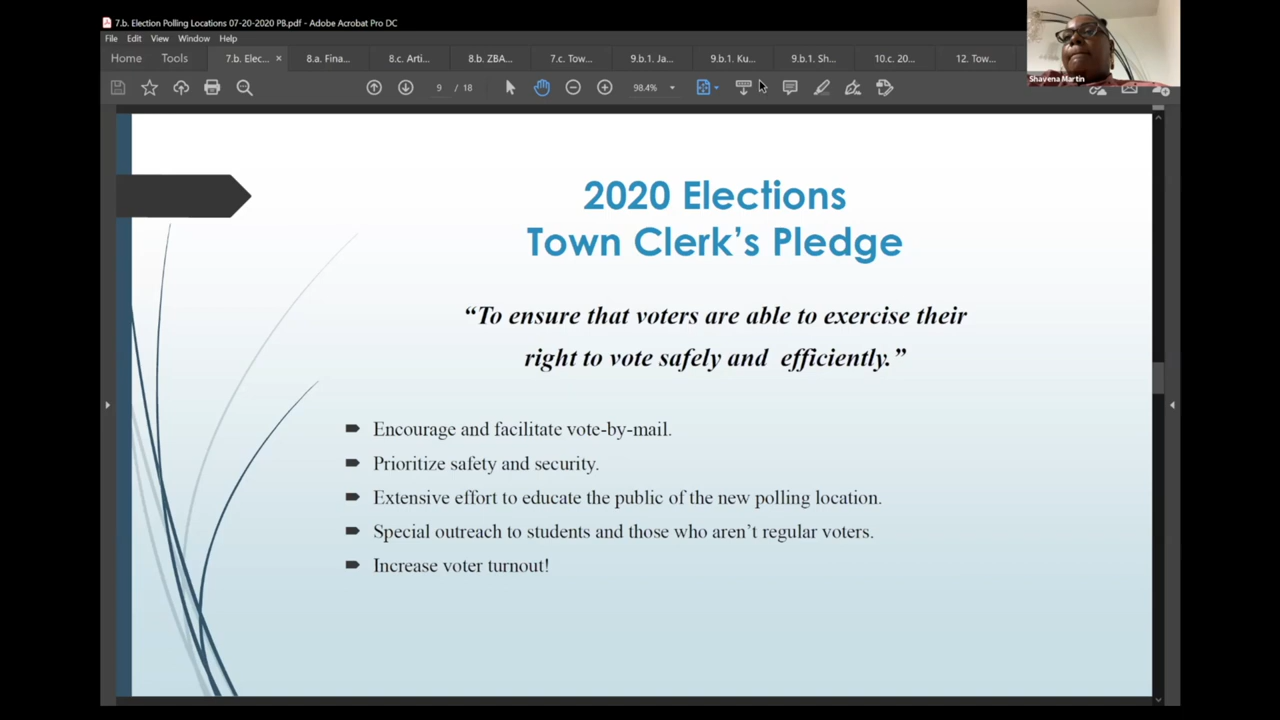 7.b. Election Polling Locations 07-20-2020 PB.pdf - Adobe Acrobat Pro DC
File Edit View Window Help
Home Tools 7.b. Elec... × 8.a. Fina... 8.c. Arti... 8.b. ZBA... 7.c. Tow... 9.b.1. Ja... 9.b.1. Ku... 9.b.1. Sh... 10.c. 20... 12. Tow...
Shavena Martin
9 / 18 98.4%
2020 Elections
Town Clerk’s Pledge
“To ensure that voters are able to exercise their
right to vote safely and efficiently.”
Encourage and facilitate vote-by-mail.
Prioritize safety and security.
Extensive effort to educate the public of the new polling location.
Special outreach to students and those who aren’t regular voters.
Increase voter turnout!